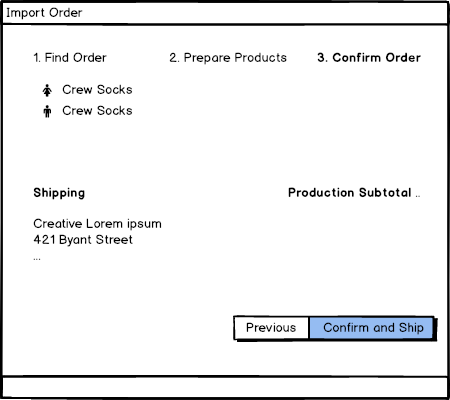 Import Order
1. Find Order 2. Prepare Products 3. Confirm Order
Crew Socks
Crew Socks
Shipping Production Subtotal ..
Creative Lorem ipsum
421 Byant Street
...
Previous Confirm and Ship